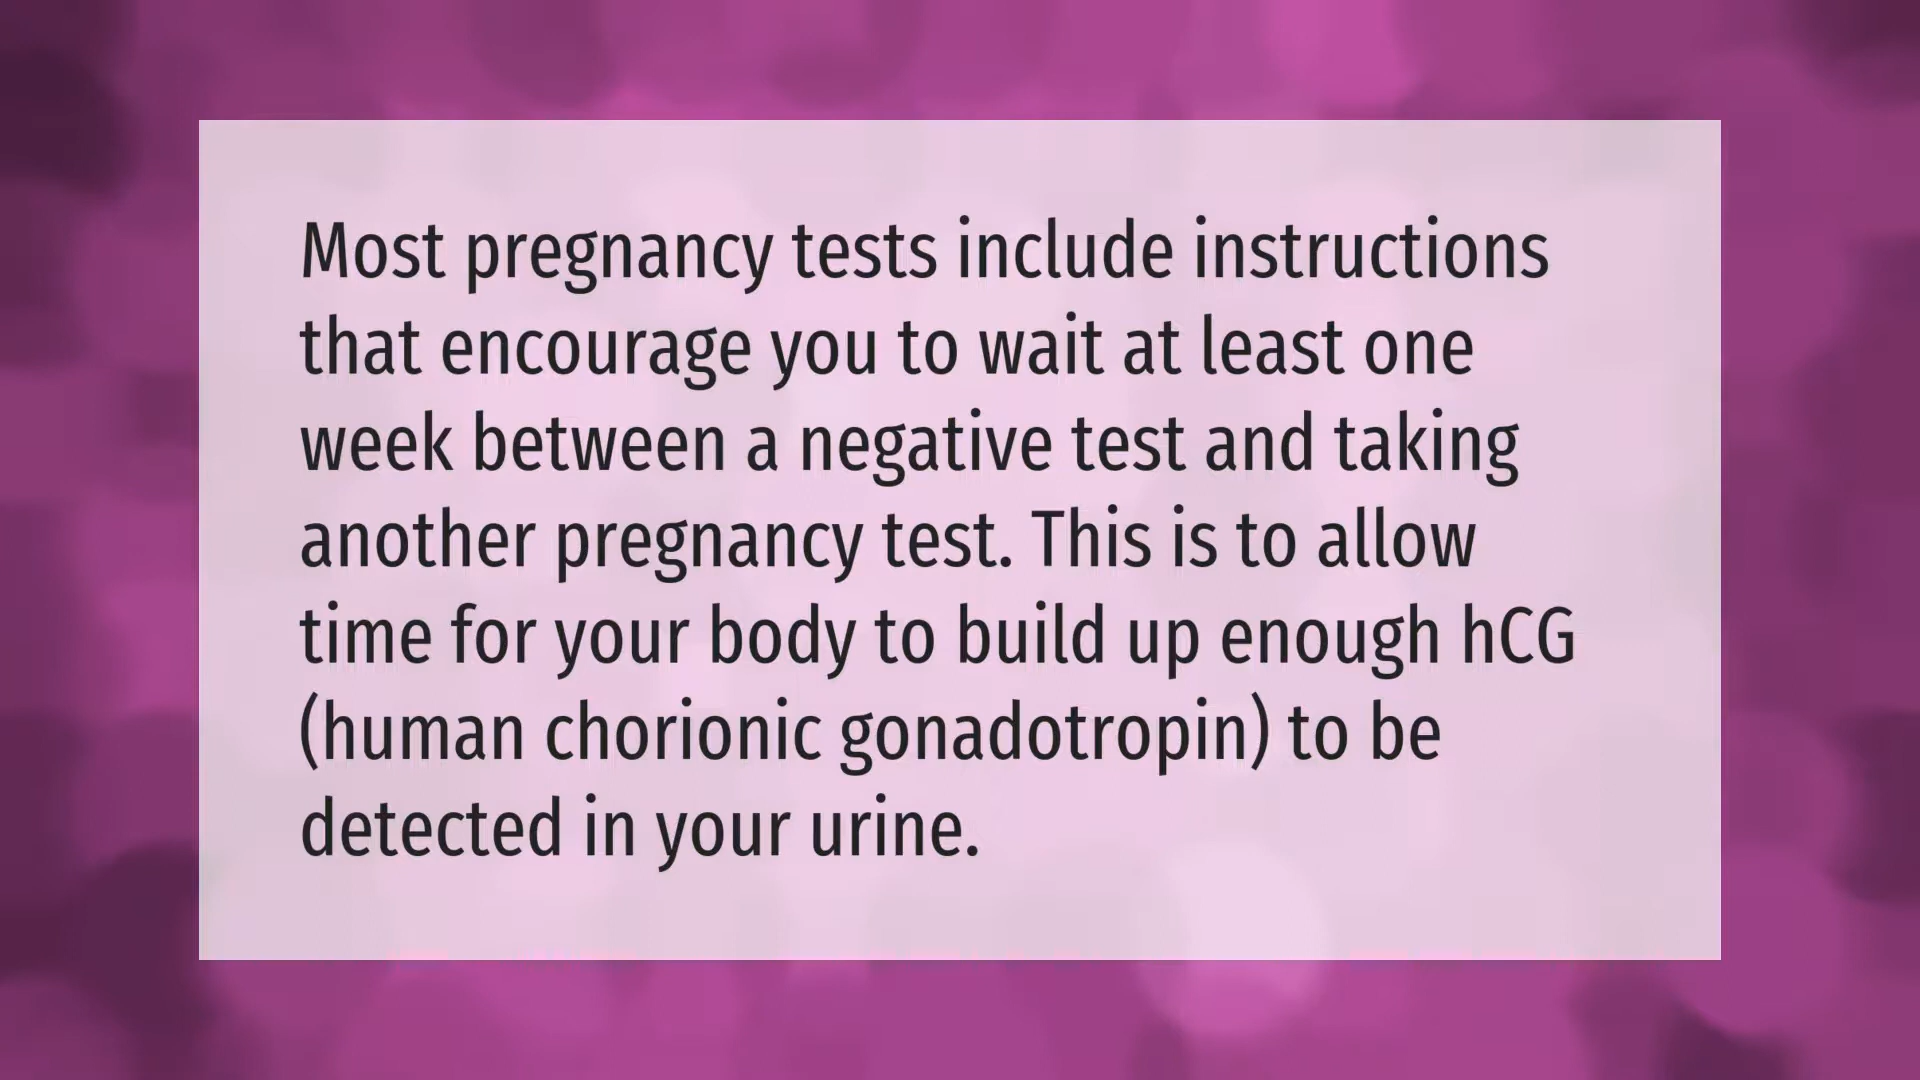 Most pregnancy tests include instructions
that encourage you to wait at least one
week between a negative test and taking
another pregnancy test. This is to allow
time for your body to build up enough hCG
(human chorionic gonadotropin) to be
detected in your urine.